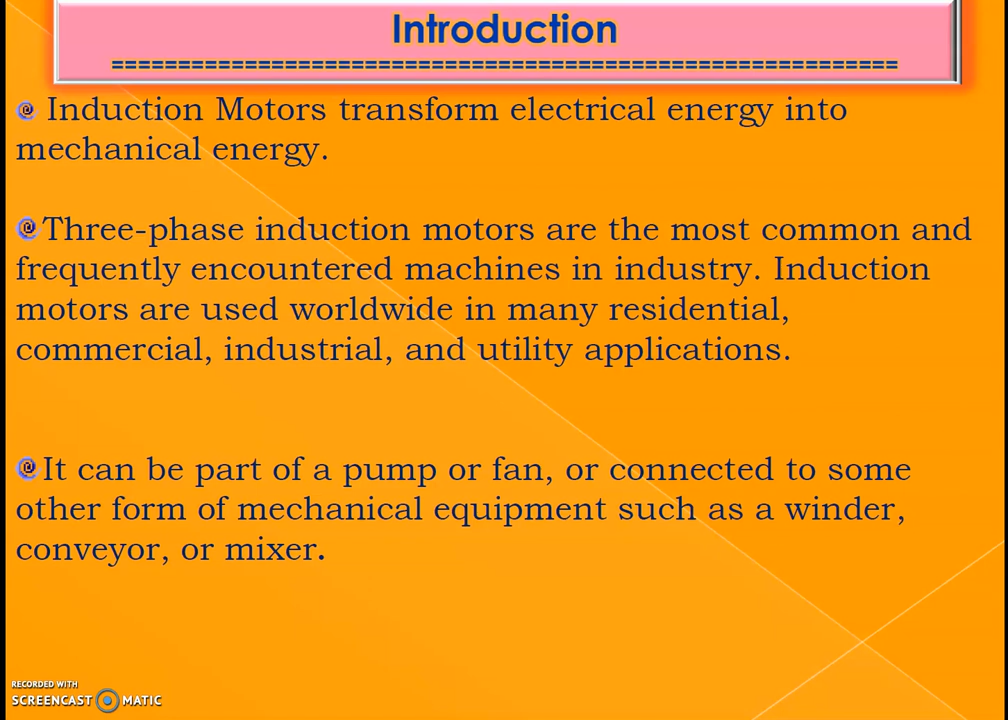 Introduction
===========================================================
Induction Motors transform electrical energy into
mechanical energy.
Three-phase induction motors are the most common and
frequently encountered machines in industry. Induction
motors are used worldwide in many residential,
commercial, industrial, and utility applications.
It can be part of a pump or fan, or connected to some
other form of mechanical equipment such as a winder,
conveyor, or mixer.
RECORDED WITH
SCREENCAST MATIC